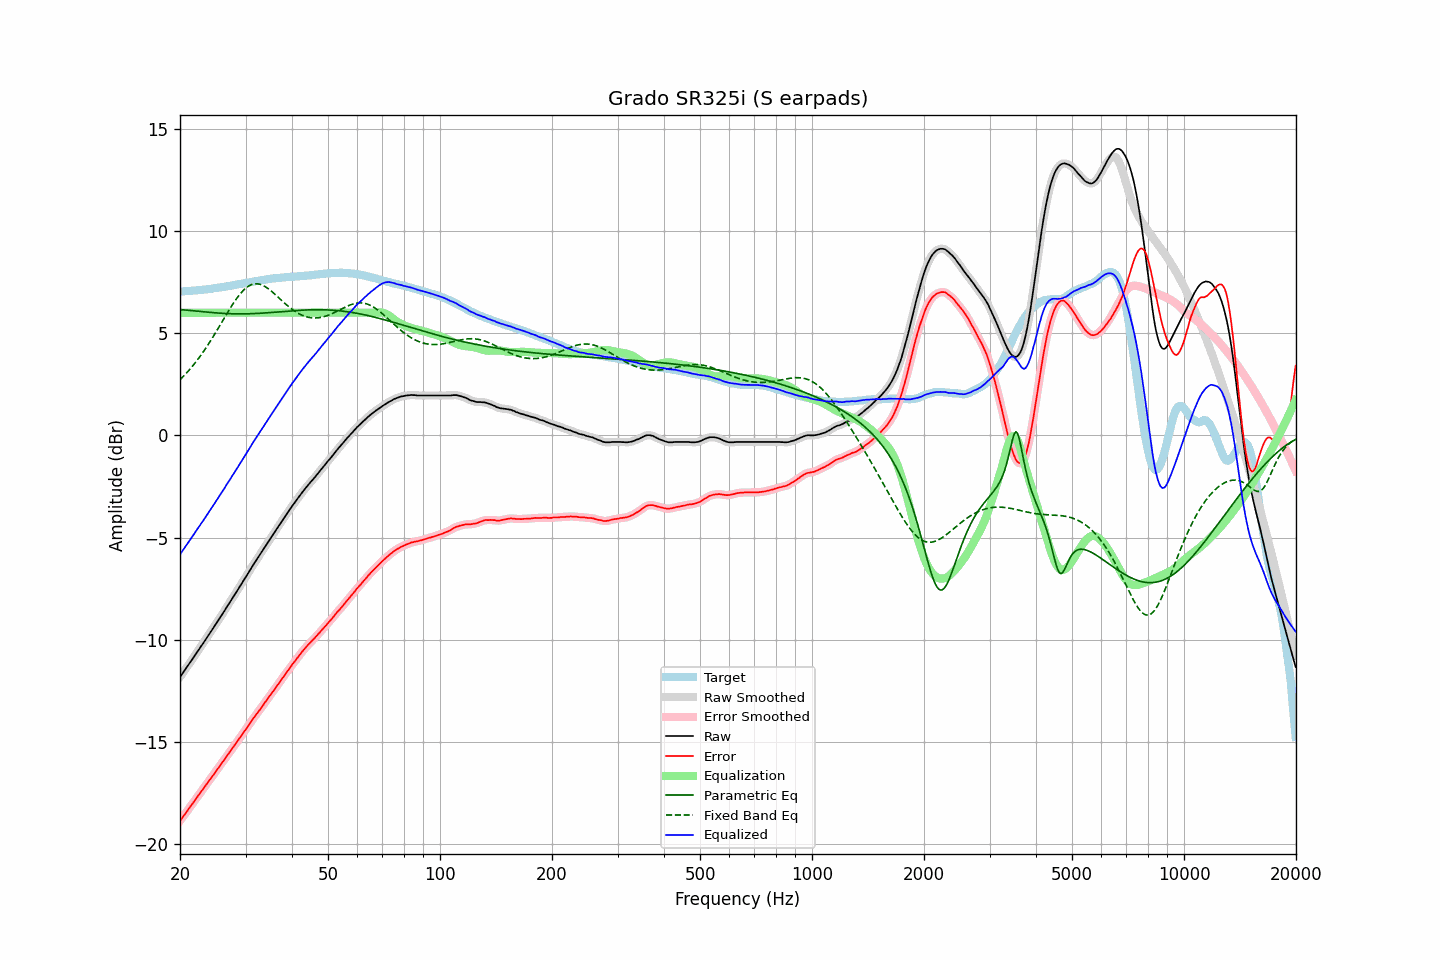 Grado SR325i (S earpads)
15
10
5
0
−5
−10
−15
−20
Amplitude (dBr)
Target
Raw Smoothed
Error Smoothed
Raw
Error
Equalization
Parametric Eq
Fixed Band Eq
Equalized
20 50 100 200 500 1000 2000 5000 10000 20000
Frequency (Hz)